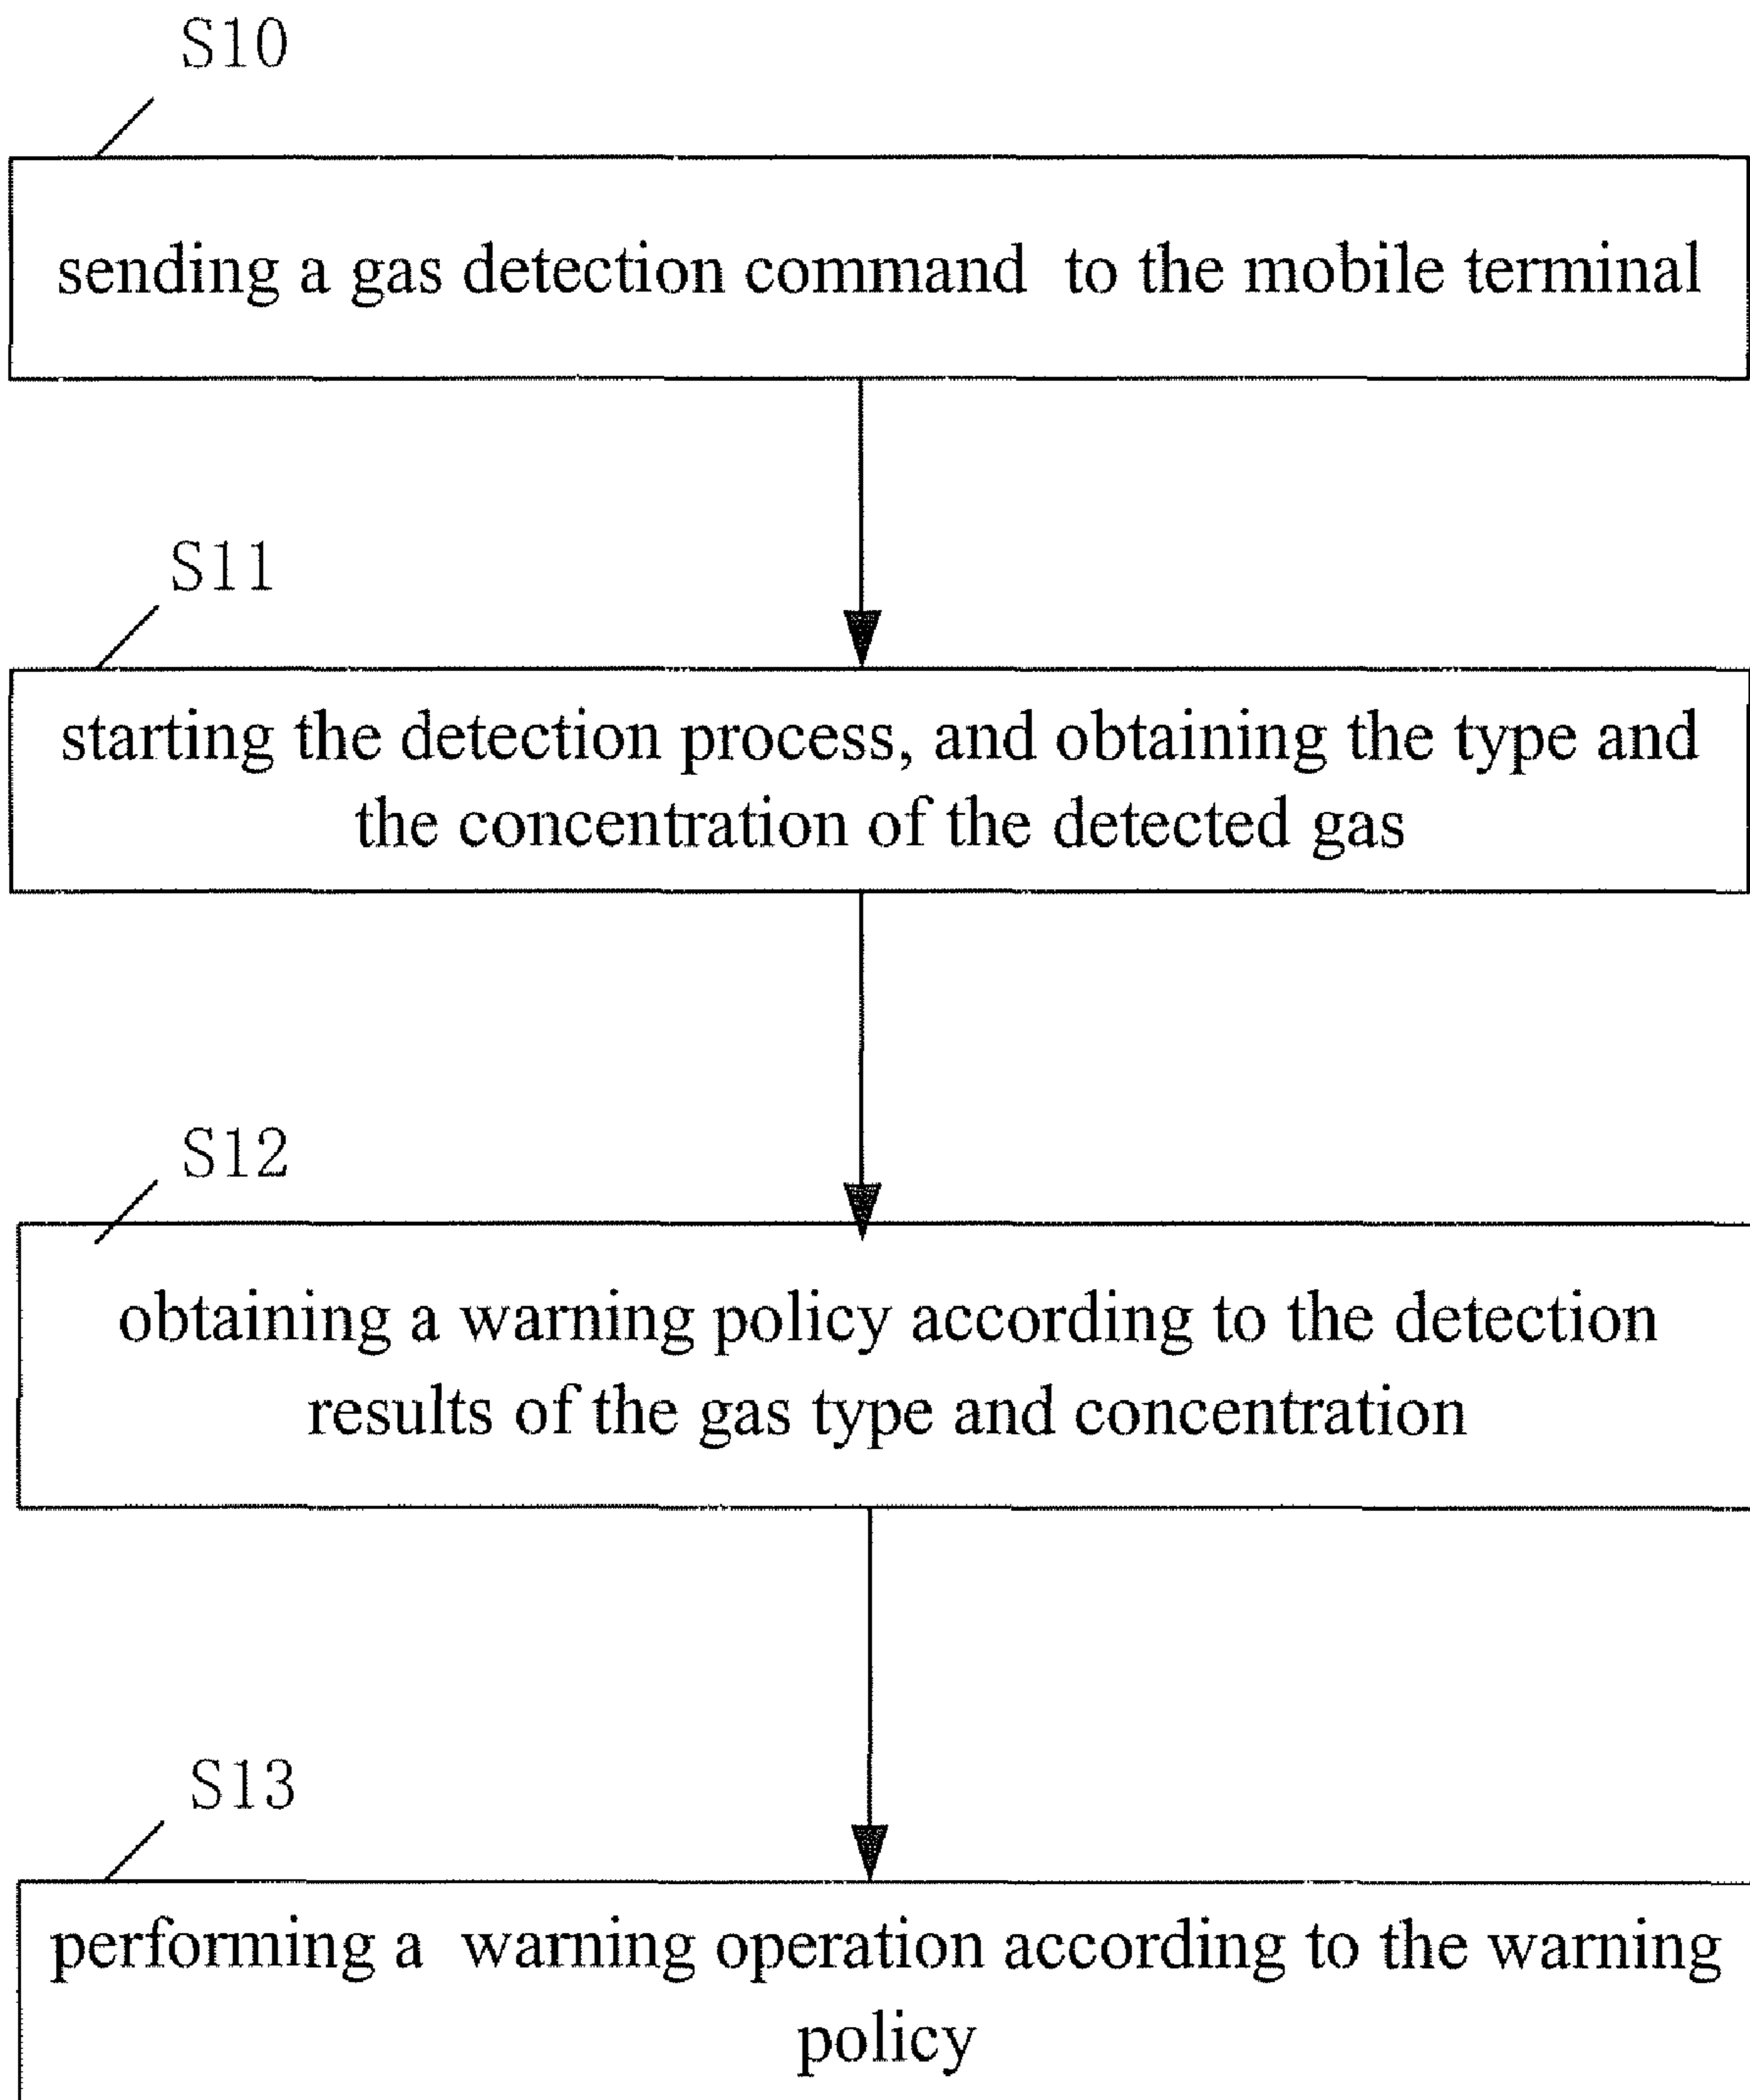 S10
sending a gas detection command to the mobile terminal
S11
starting the detection process, and obtaining the type and
the concentration of the detected gas
S12
obtaining a warning policy according to the detection
results of the gas type and concentration
S13
performing a warning operation according to the warning
policy